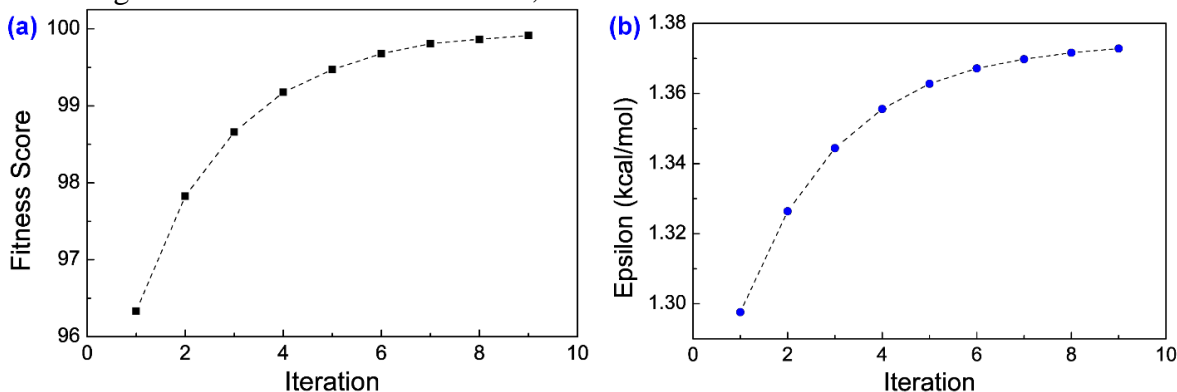 (a)
Fitness Score
100
99
98
97
96
0 2 4 6 8 10
Iteration
(b)
Epsilon (kcal/mol)
1.38
1.36
1.34
1.32
1.30
0 2 4 6 8 10
Iteration